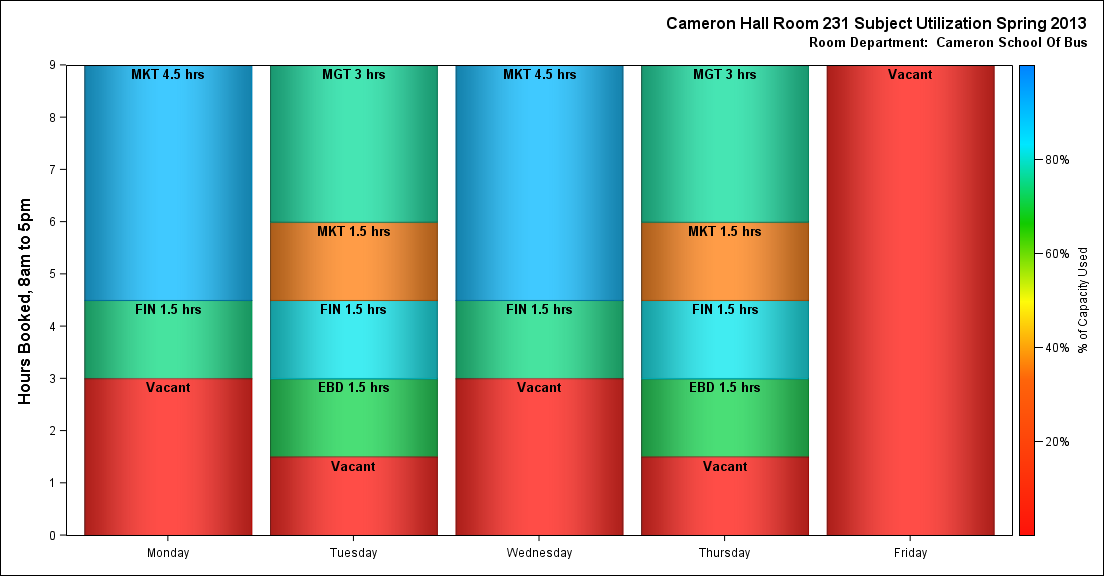 Cameron Hall Room 231 Subject Utilization Spring 2013
Room Department:  Cameron School Of Bus
Hours Booked, 8am to 5pm
9
8
7
6
5
4
3
2
1
0
MKT 4.5 hrs
FIN 1.5 hrs
Vacant
MGT 3 hrs
MKT 1.5 hrs
FIN 1.5 hrs
EBD 1.5 hrs
Vacant
MKT 4.5 hrs
FIN 1.5 hrs
Vacant
MGT 3 hrs
MKT 1.5 hrs
FIN 1.5 hrs
EBD 1.5 hrs
Vacant
Vacant
Monday
Tuesday
Wednesday
Thursday
Friday
80%
60%
40%
20%
% of Capacity Used